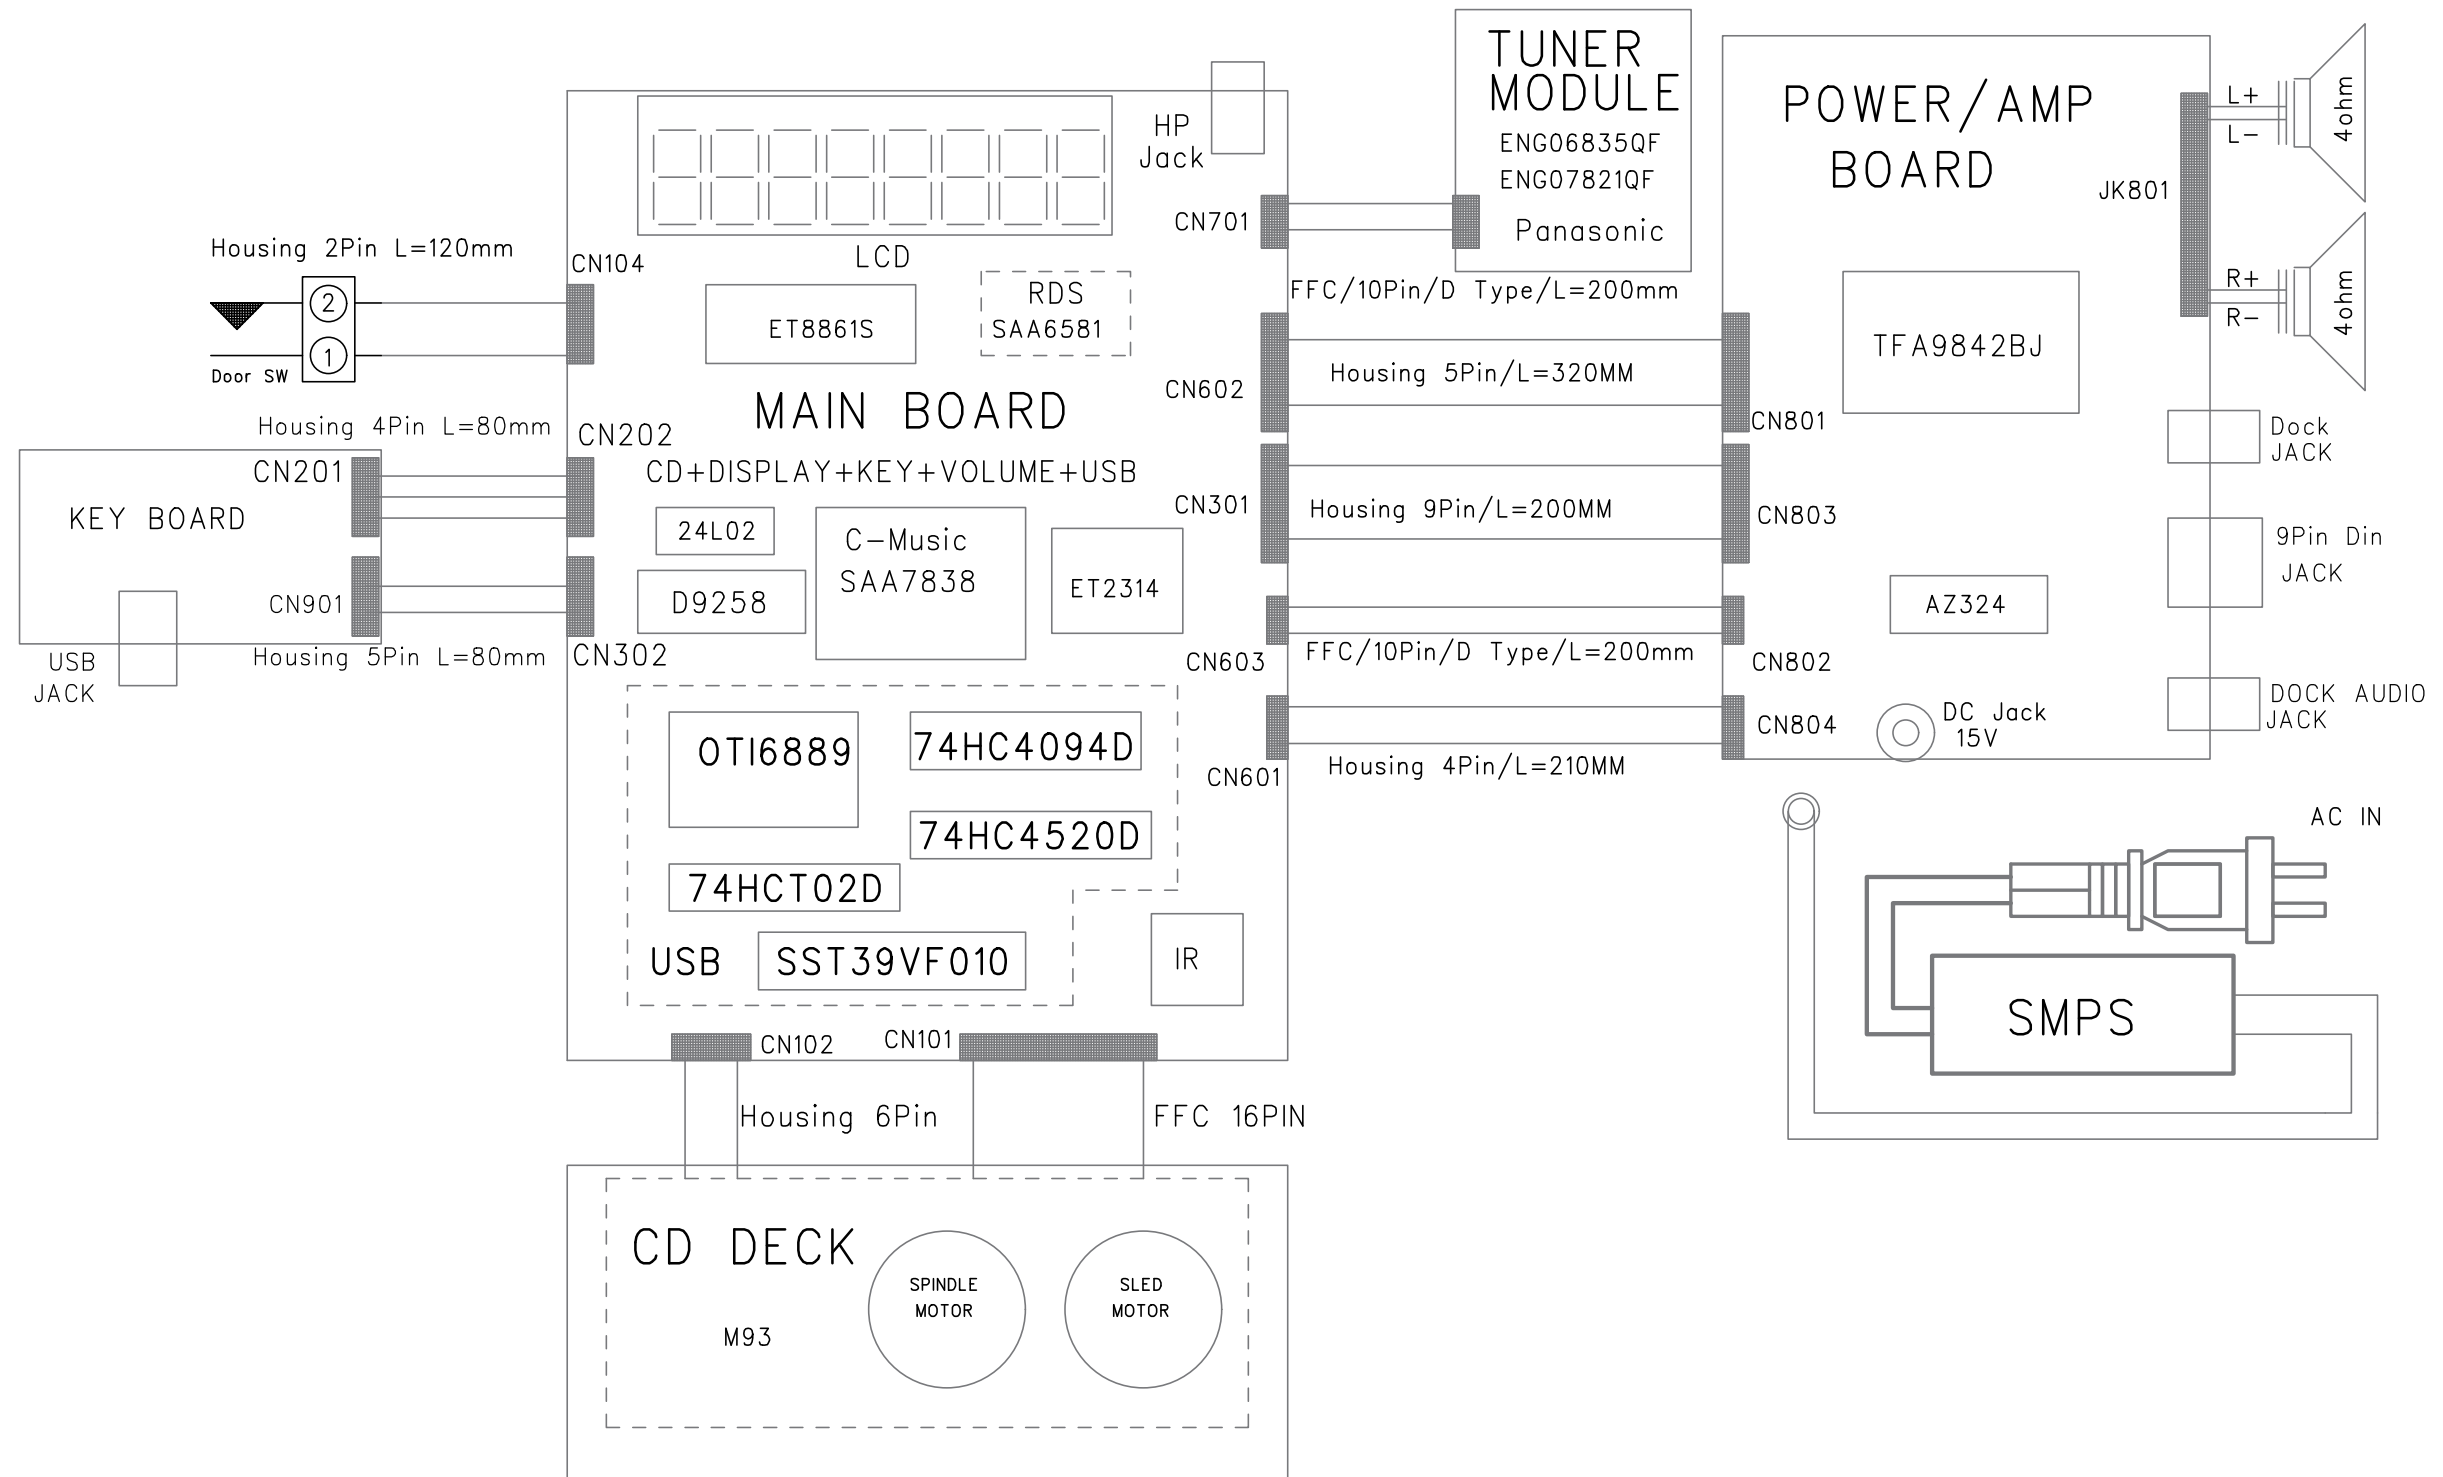 TUNER
MODULE
ENG06835QF
ENG07821QF
Panasonic
POWER/AMP
BOARD
L+
L-
4ohm
JK801
R+
R-
4ohm
HP
Jack
CN701
LCD
Housing 2Pin L=120mm
CN104
2
1
Door SW
ET8861S
RDS
SAA6581
FFC/10Pin/D Type/L=200mm
TFA9842BJ
MAIN BOARD
CN602
Housing 5Pin/L=320MM
CN801
Dock
JACK
Housing 4Pin L=80mm
CN202
CD+DISPLAY+KEY+VOLUME+USB
CN201
KEY BOARD
CN901
USB
JACK
Housing 5Pin L=80mm
CN302
24L02
C-Music
SAA7838
D9258
ET2314
CN301
Housing 9Pin/L=200MM
CN803
9Pin Din
JACK
AZ324
CN603
FFC/10Pin/D Type/L=200mm
CN802
DC Jack
15V
DOCK AUDIO
JACK
CN804
CN601
Housing 4Pin/L=210MM
OTI6889
74HC4094D
74HC4520D
74HCT02D
USB
SST39VF010
IR
AC IN
SMPS
CN102
CN101
Housing 6Pin
FFC 16PIN
CD DECK
M93
SPINDLE
MOTOR
SLED
MOTOR